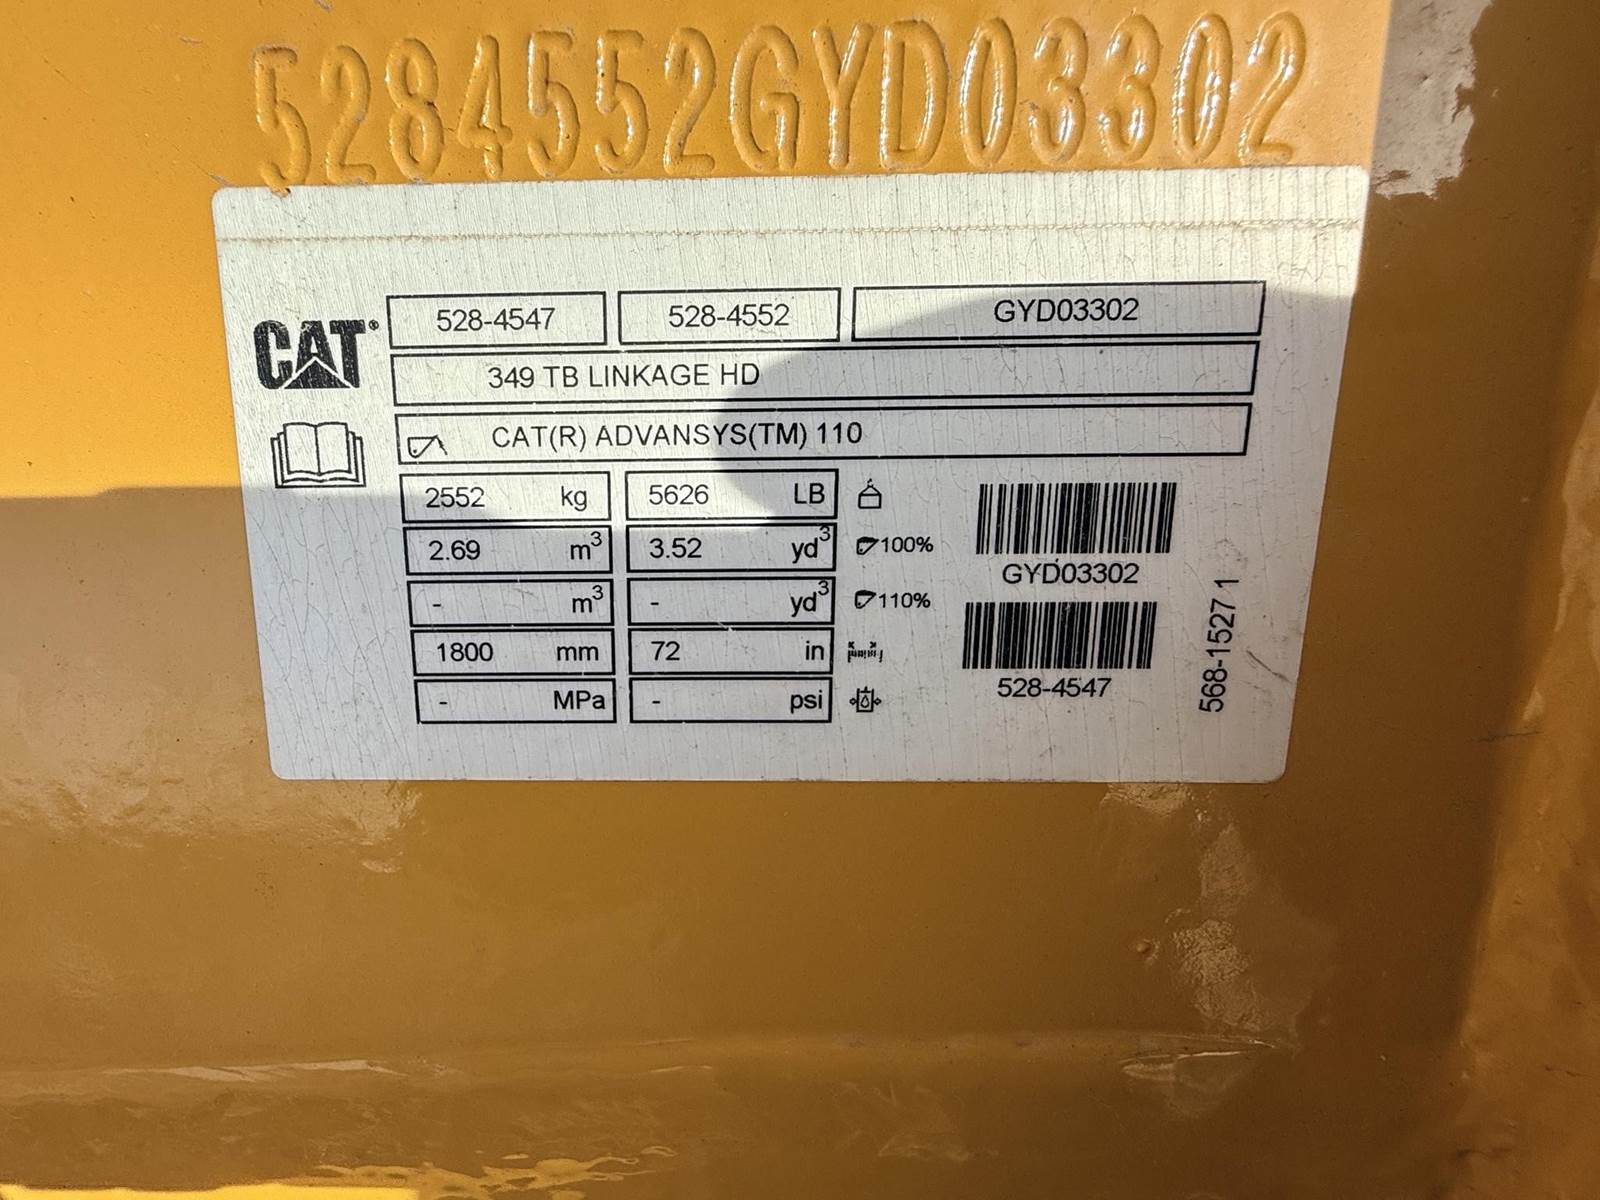 5284552GYD03302
CAT®
528-4547 528-4552 GYD03302
349 TB LINKAGE HD
CAT(R) ADVANSYS(TM) 110
2552 kg 5626 LB
2.69 m³ 3.52 yd³ 100%
- m³ - yd³ 110%
1800 mm 72 in
- MPa - psi
GYD03302
528-4547
568-1527 1